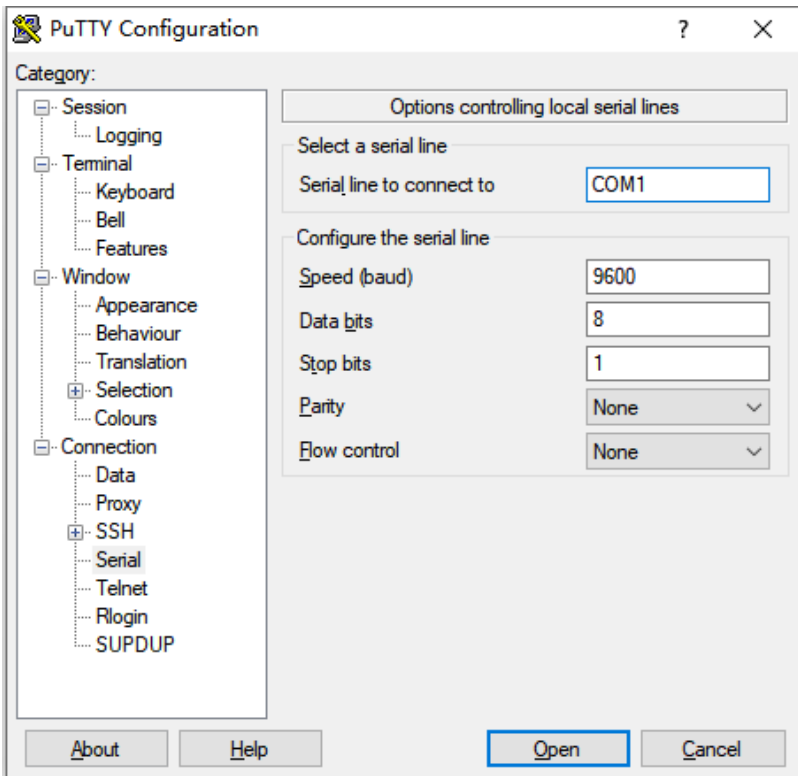 PuTTY Configuration
?
Category:
Session
Logging
Terminal
Keyboard
Bell
Features
Window
Appearance
Behaviour
Translation
Selection
Colours
Connection
Data
Proxy
SSH
Serial
Telnet
Rlogin
SUPDUP
Options controlling local serial lines
Select a serial line
Serial line to connect to COM1
Configure the serial line
Speed (baud) 9600
Data bits 8
Stop bits 1
Parity None
Flow control None
About Help Open Cancel